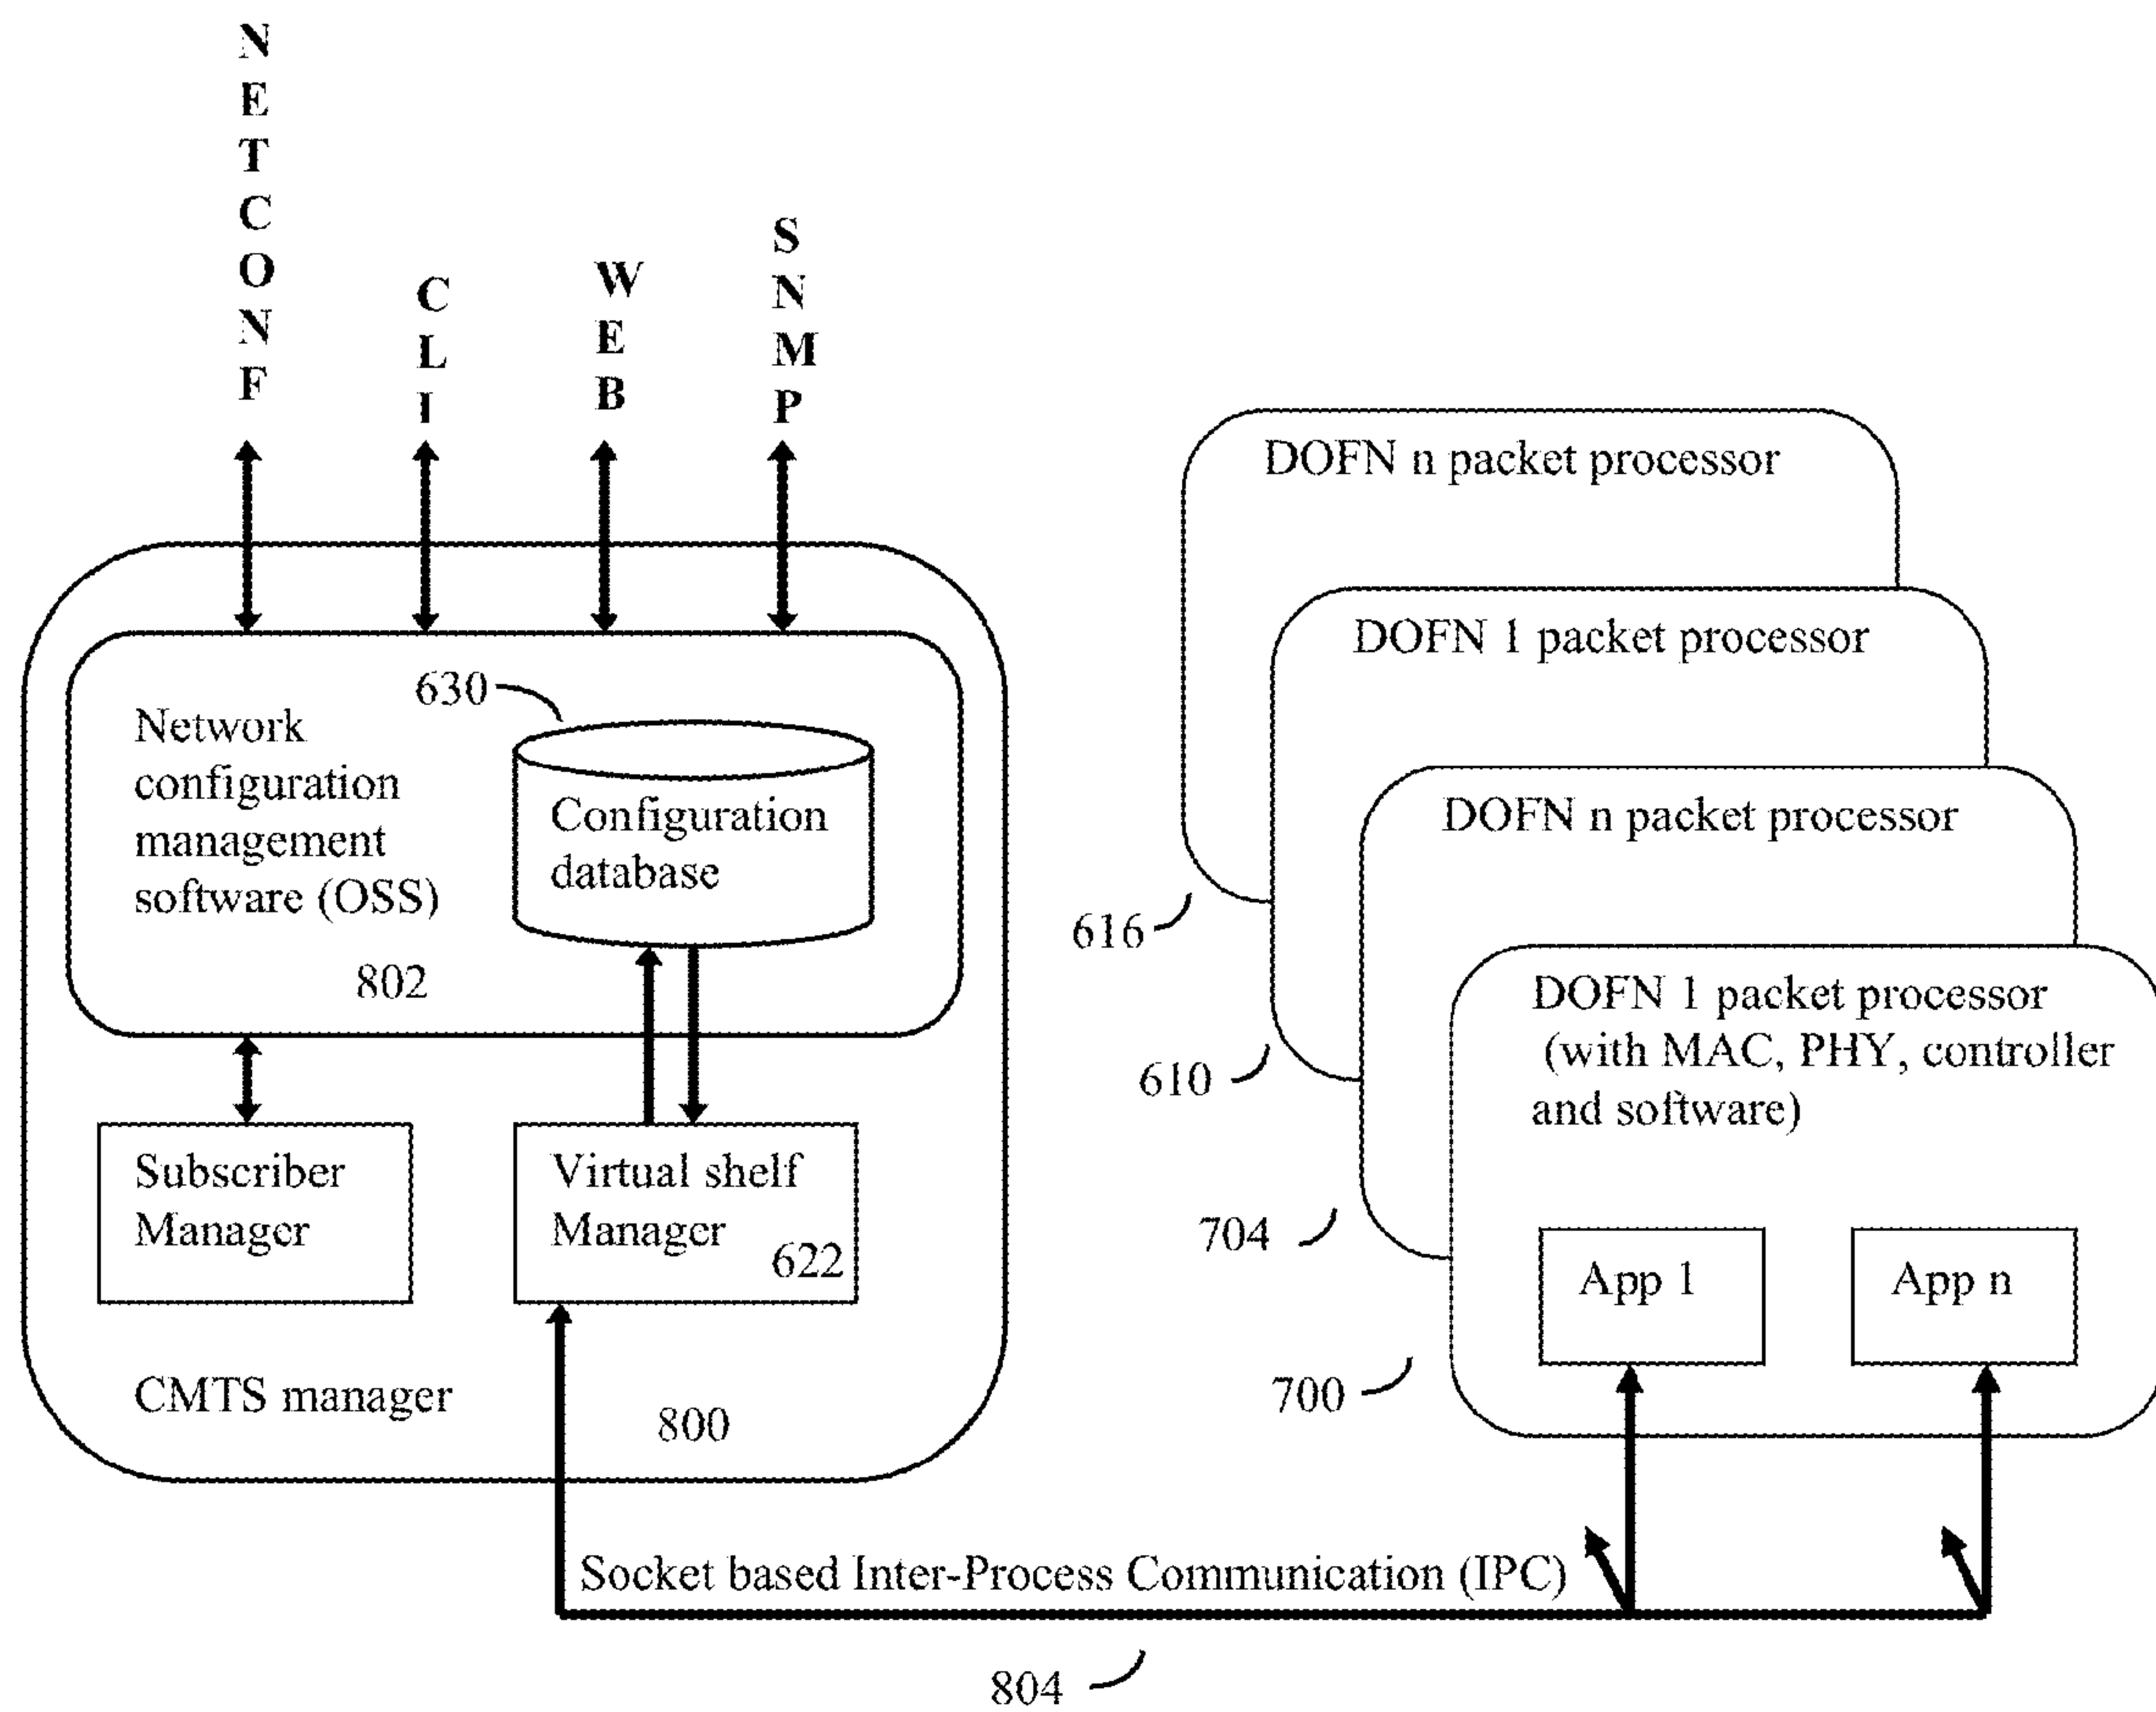 NETCONF
CLI
WEB
SNMP
630
Network
configuration
management
software (OSS)
802
Configuration
database
Subscriber
Manager
Virtual shelf
Manager
622
CMTS manager
800
DOFN n packet processor
616
DOFN 1 packet processor
610
DOFN n packet processor
704
DOFN 1 packet processor
(with MAC, PHY, controller
and software)
App 1
App n
700
Socket based Inter-Process Communication (IPC)
804